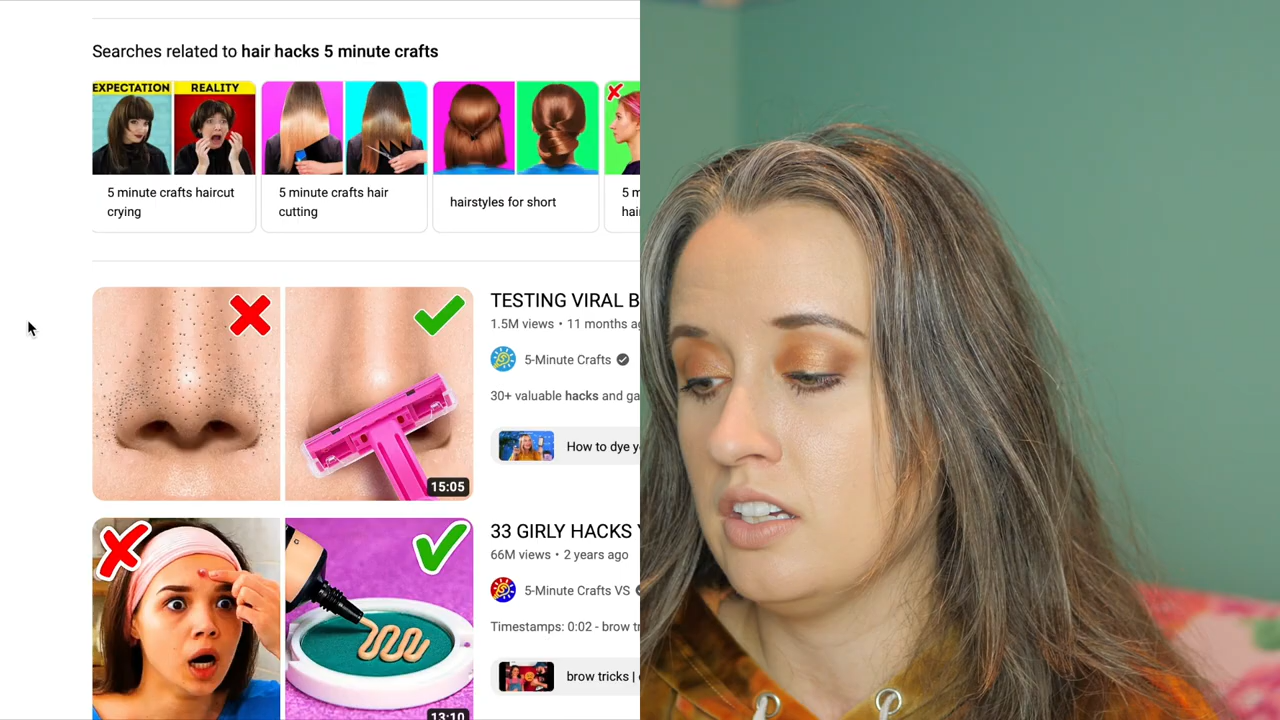 Searches related to hair hacks 5 minute crafts
EXPECTATION REALITY
5 minute crafts haircut
crying
5 minute crafts hair
cutting
hairstyles for short
5 m
hai
TESTING VIRAL B
1.5M views • 11 months ag
5-Minute Crafts
30+ valuable hacks and ga
How to dye y
15:05
33 GIRLY HACKS
66M views • 2 years ago
5-Minute Crafts VS
Timestamps: 0:02 - brow tr
brow tricks |
13:10